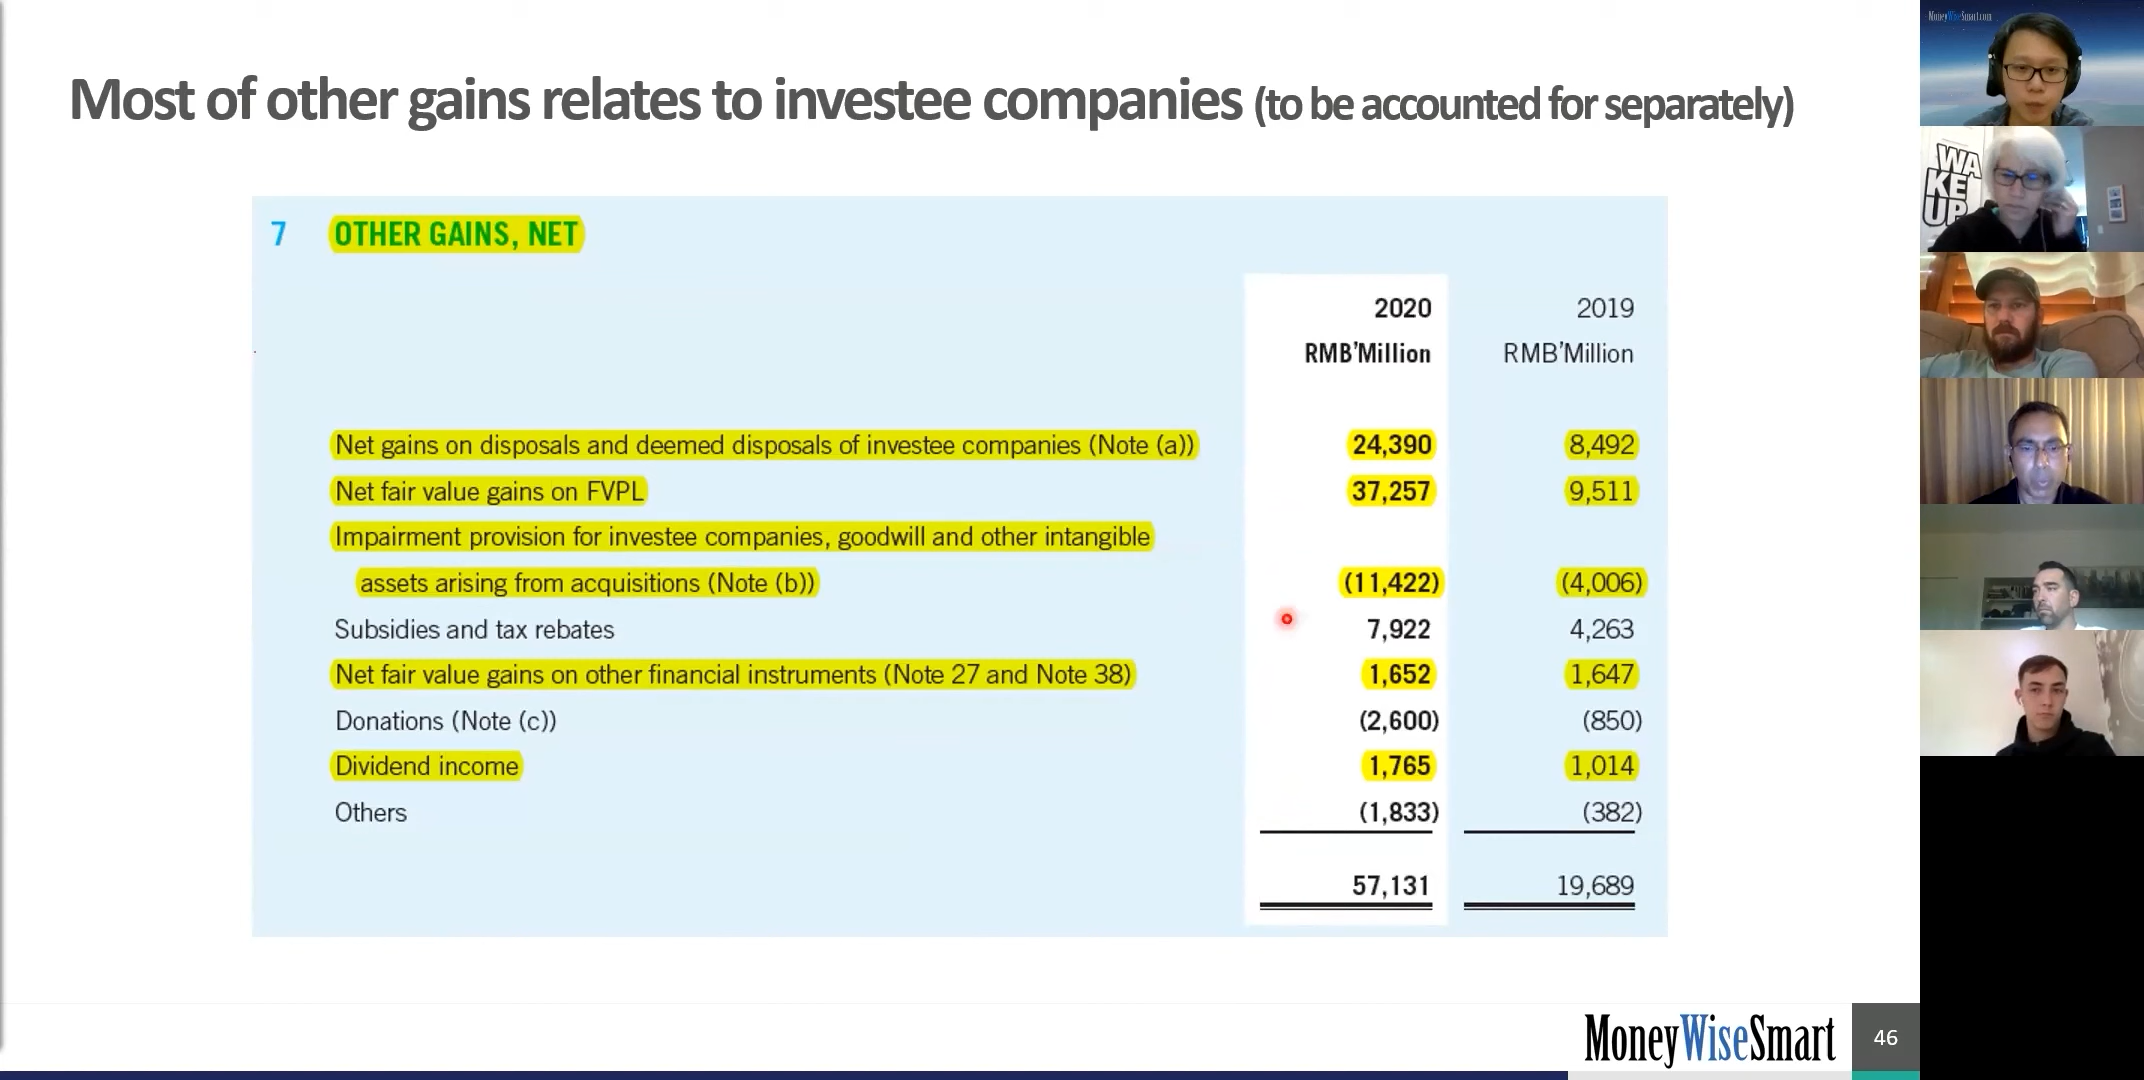 Most of other gains relates to investee companies (to be accounted for separately)
7 OTHER GAINS, NET
2020 2019
RMB’Million RMB’Million
Net gains on disposals and deemed disposals of investee companies (Note (a)) 24,390 8,492
Net fair value gains on FVPL 37,257 9,511
Impairment provision for investee companies, goodwill and other intangible
assets arising from acquisitions (Note (b)) (11,422) (4,006)
Subsidies and tax rebates 7,922 4,263
Net fair value gains on other financial instruments (Note 27 and Note 38) 1,652 1,647
Donations (Note (c)) (2,600) (850)
Dividend income 1,765 1,014
Others (1,833) (382)
57,131 19,689
MoneyWiseSmart
46
MoneyWiseSmart.com
WA
KE
UP